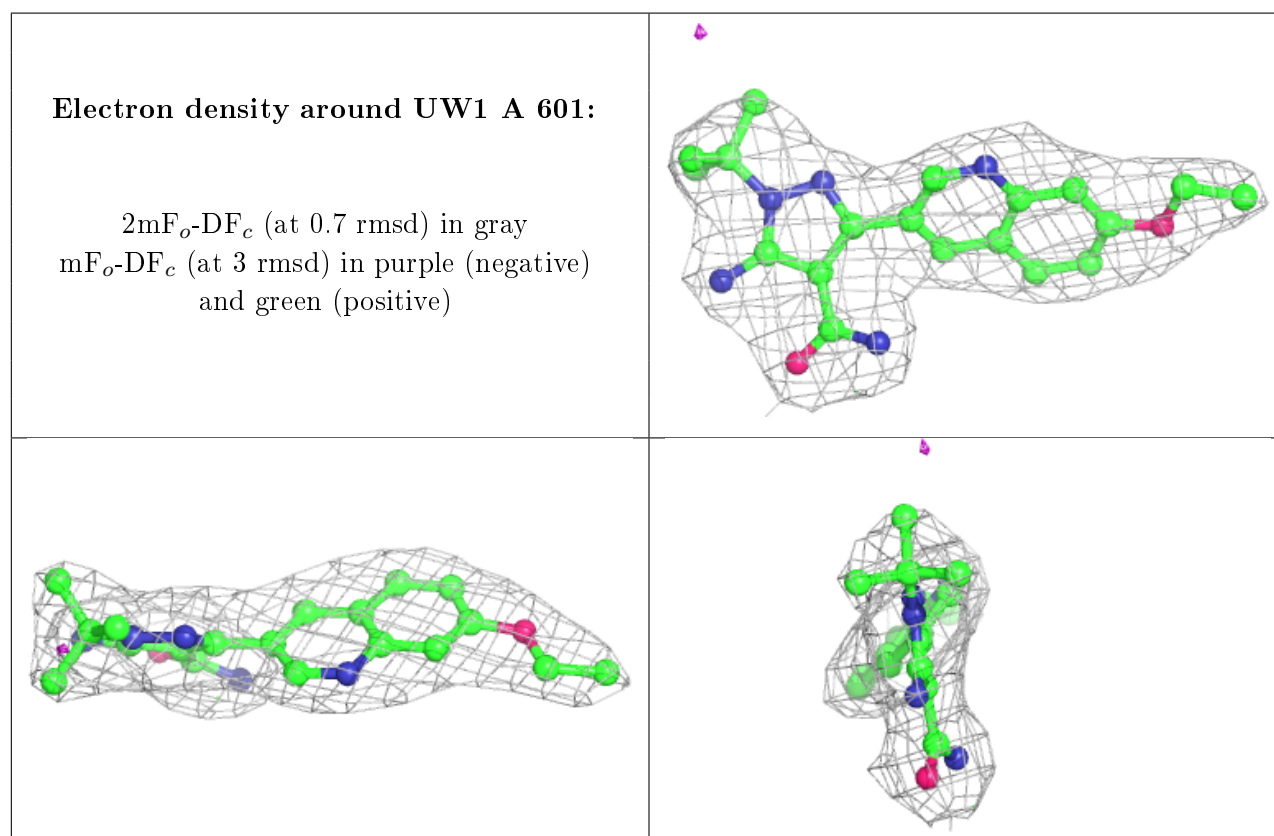 Electron density around UW1 A 601:
2mFo-DFc (at 0.7 rmsd) in gray
mFo-DFc (at 3 rmsd) in purple (negative)
and green (positive)